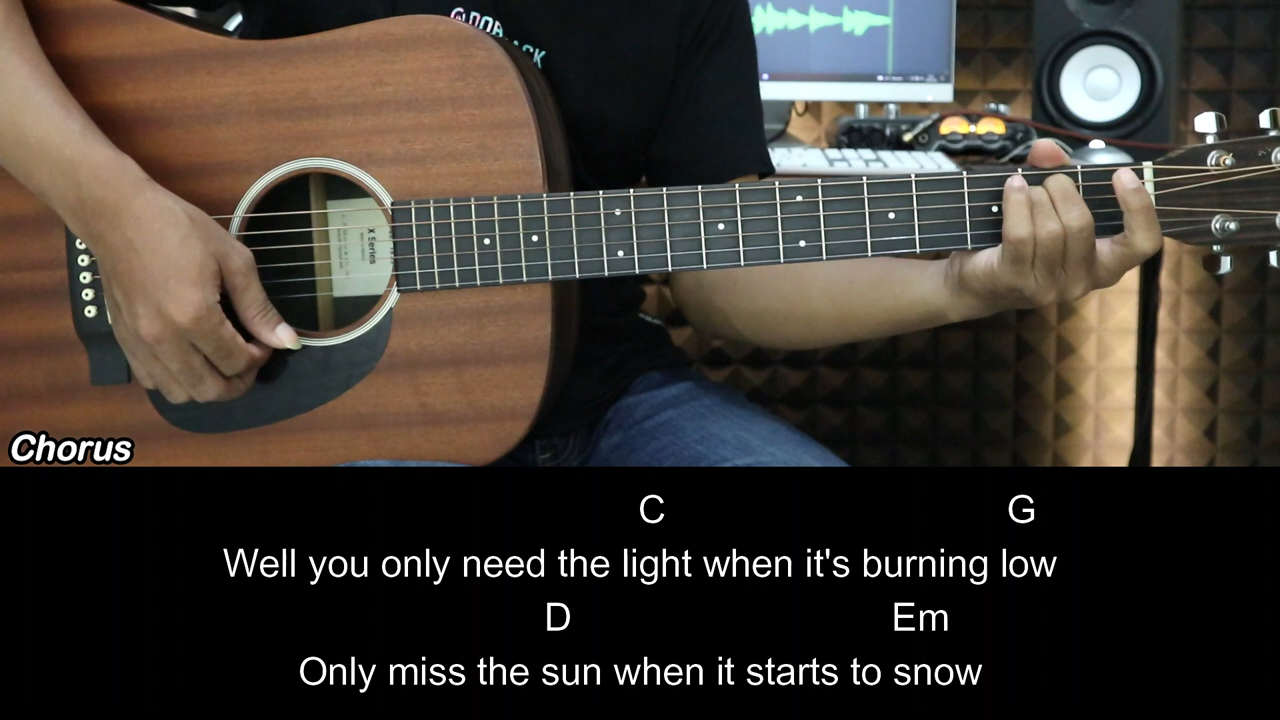 X Series
Chorus
C G
Well you only need the light when it's burning low
D Em
Only miss the sun when it starts to snow